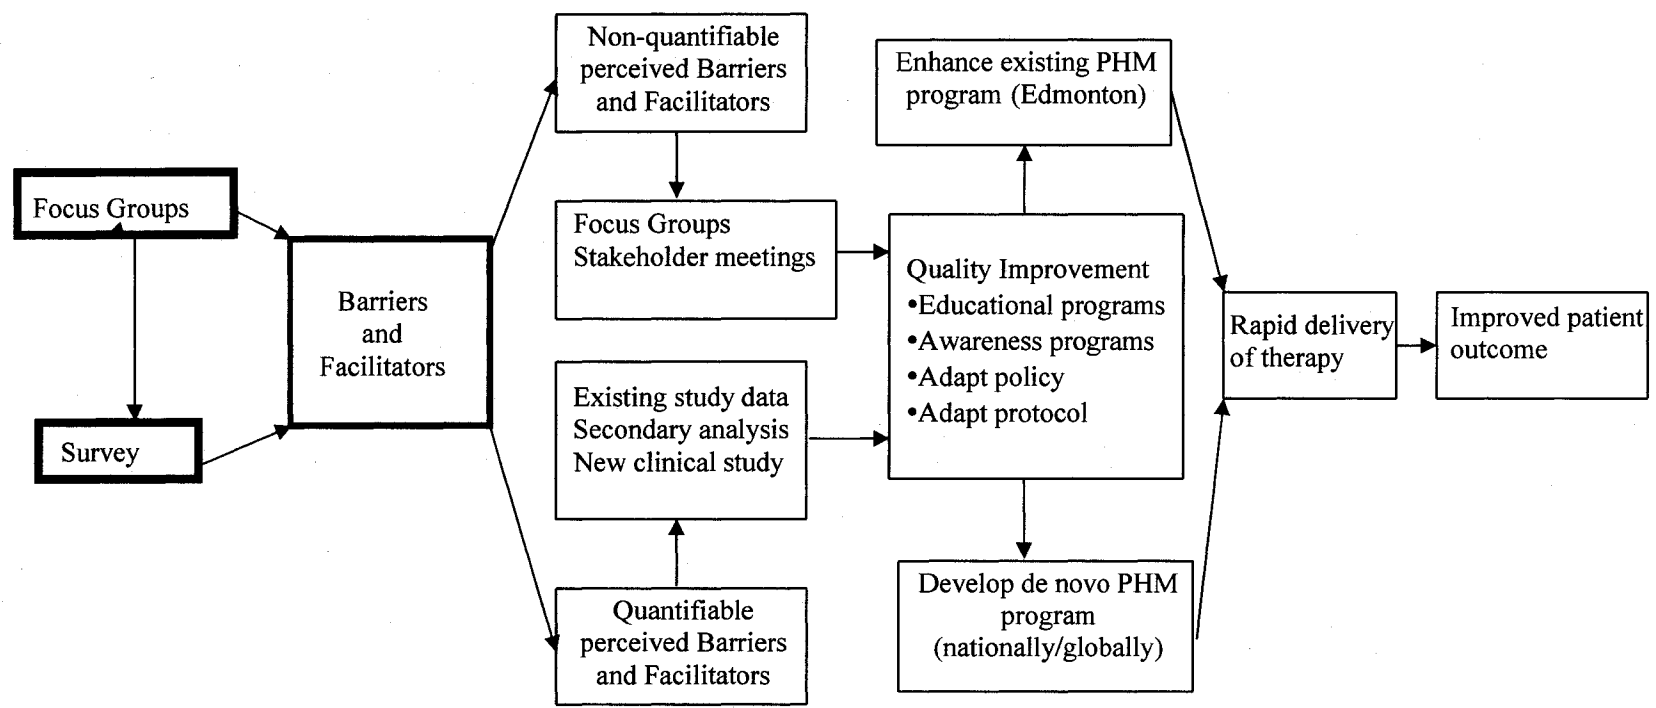 Focus Groups
Survey
Barriers
and
Facilitators
Non-quantifiable
perceived Barriers
and Facilitators
Focus Groups
Stakeholder meetings
Existing study data
Secondary analysis
New clinical study
Quantifiable
perceived Barriers
and Facilitators
Enhance existing PHM
program (Edmonton)
Quality Improvement
•Educational programs
•Awareness programs
•Adapt policy
•Adapt protocol
Develop de novo PHM
program
(nationally/globally)
Rapid delivery
of therapy
Improved patient
outcome